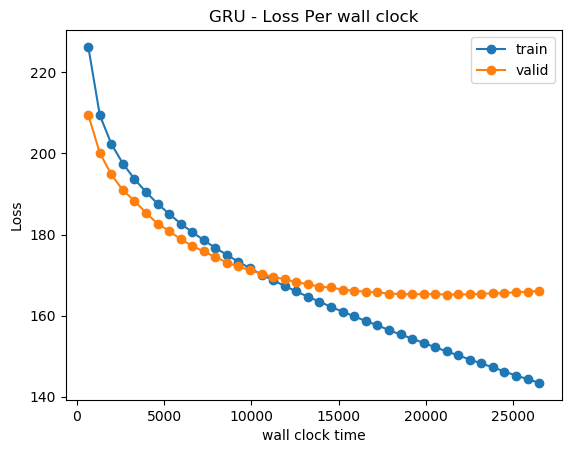 GRU - Loss Per wall clock
train
valid
Loss
220
200
180
160
140
0 5000 10000 15000 20000 25000
wall clock time